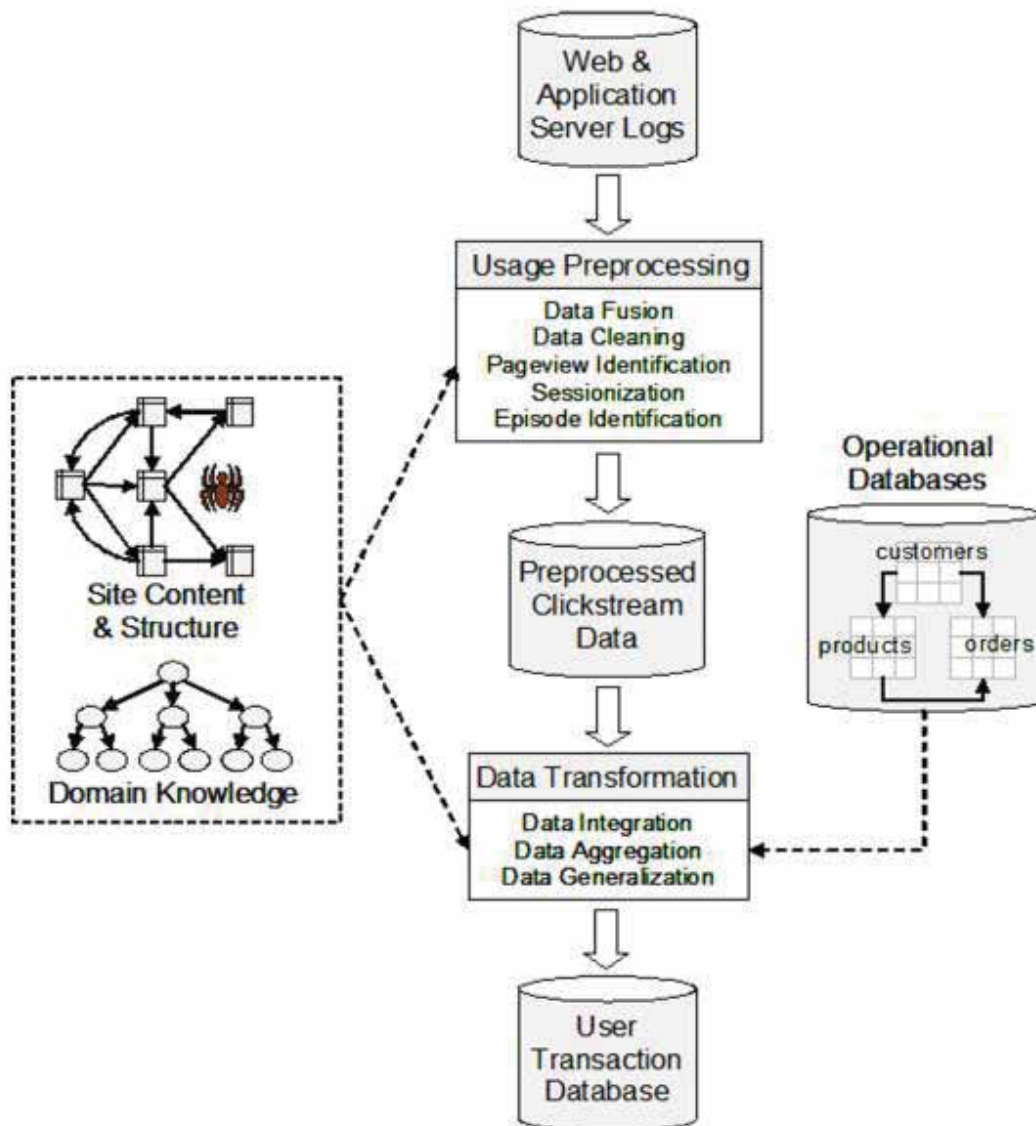 Web &
Application
Server Logs
Usage Preprocessing
Data Fusion
Data Cleaning
Pageview Identification
Sessionization
Episode Identification
Site Content
& Structure
Domain Knowledge
Preprocessed
Clickstream
Data
Operational
Databases
customers
products
orders
Data Transformation
Data Integration
Data Aggregation
Data Generalization
User
Transaction
Database